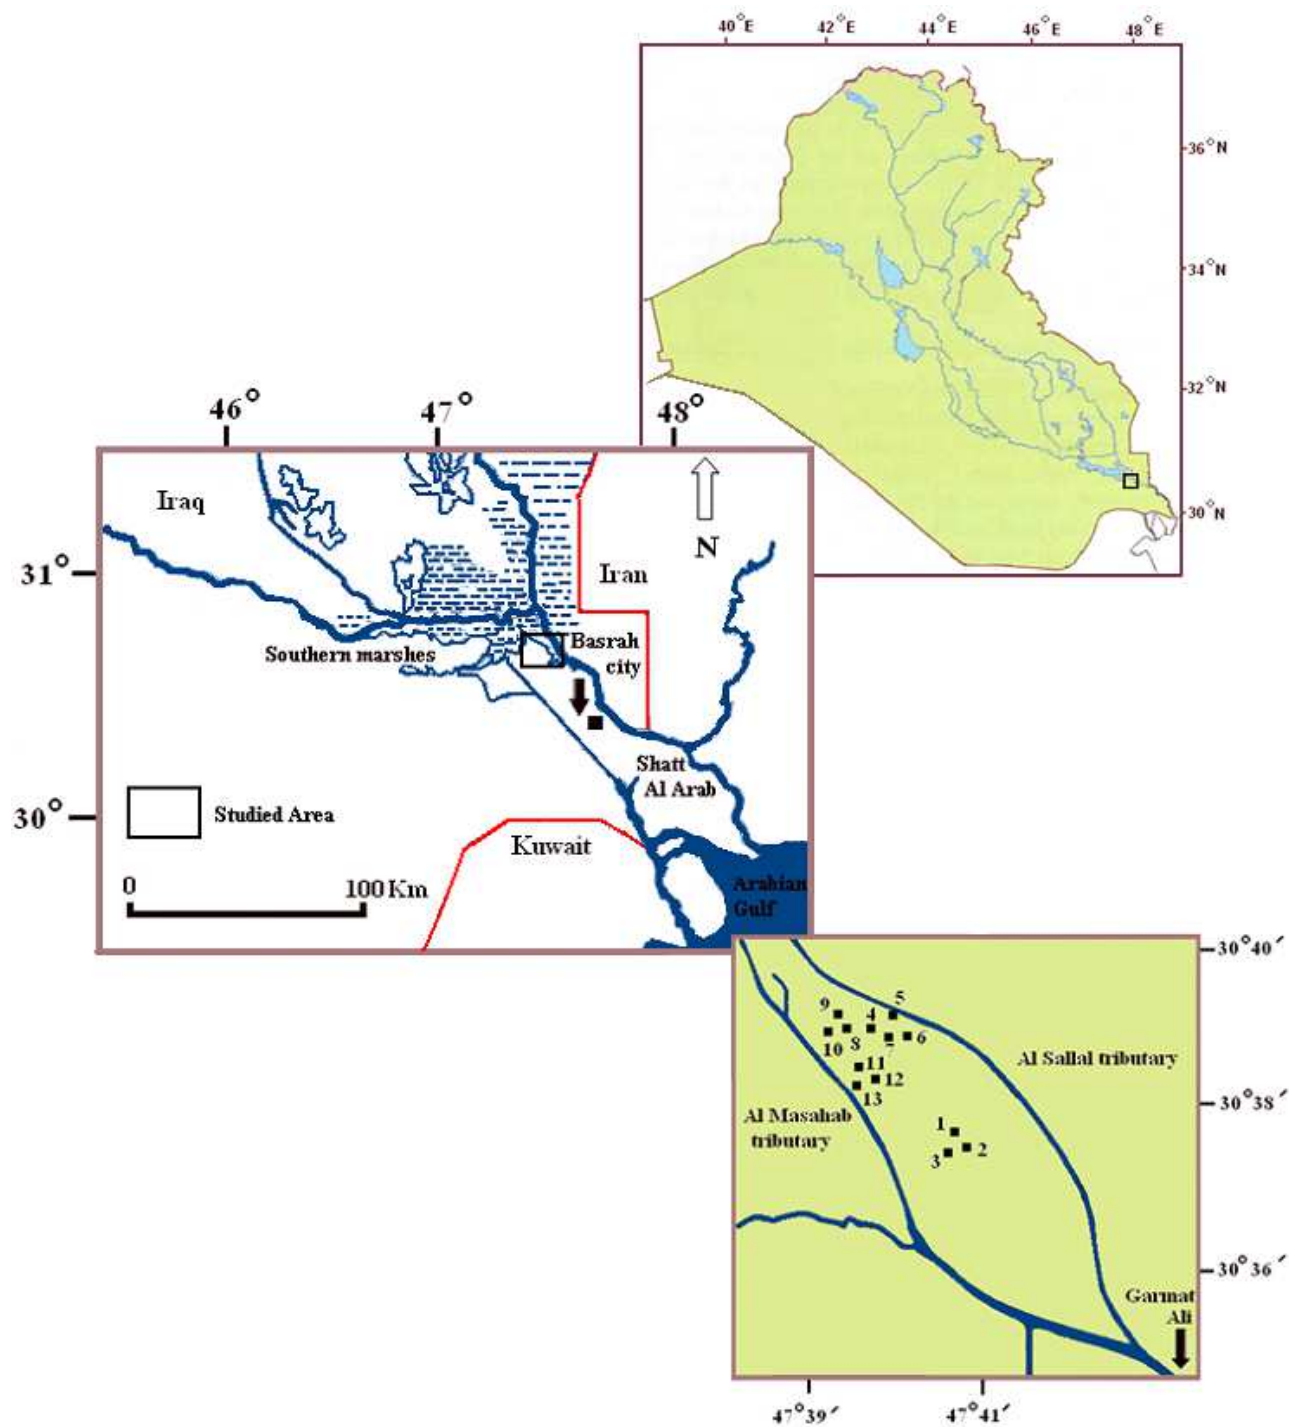 40°E 42°E 44°E 46°E 48°E
36°N
34°N
32°N
30°N
46° 47° 48°
Iraq
N
31°
Iran
Basrah
city
Southern marshes
Shatt
Al Arab
30°
Studied Area
Kuwait
0 100 Km
Arabian
Gulf
30°40′
5
9
4
10
8
7
6
Al Sallal tributary
11
12
13
30°38′
Al Masahab
tributary
1
2
3
30°36′
Garmat
Ali
47°39′ 47°41′